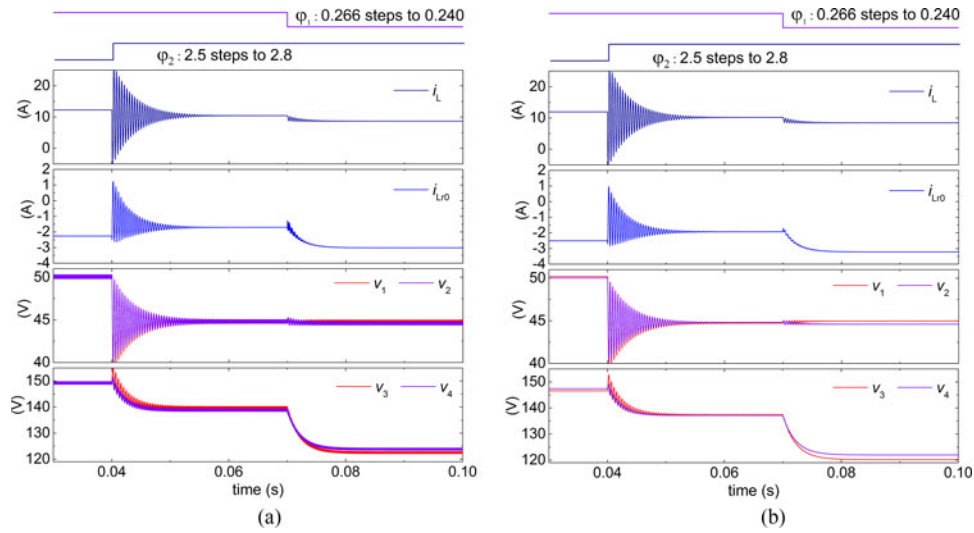 φ₁ : 0.266 steps to 0.240
φ₂ : 2.5 steps to 2.8
20
10
0
(A)
i_L
2
1
0
-1
-2
-3
-4
(A)
i_Lr0
50
45
40
(V)
v₁ v₂
150
140
130
120
(V)
v₃ v₄
0.04 0.06 0.08 0.10
time (s)
(a)
φ₁ : 0.266 steps to 0.240
φ₂ : 2.5 steps to 2.8
20
10
0
(A)
i_L
2
1
0
-1
-2
-3
-4
(A)
i_Lr0
50
45
40
(V)
v₁ v₂
150
140
130
120
(V)
v₃ v₄
0.04 0.06 0.08 0.10
time (s)
(b)